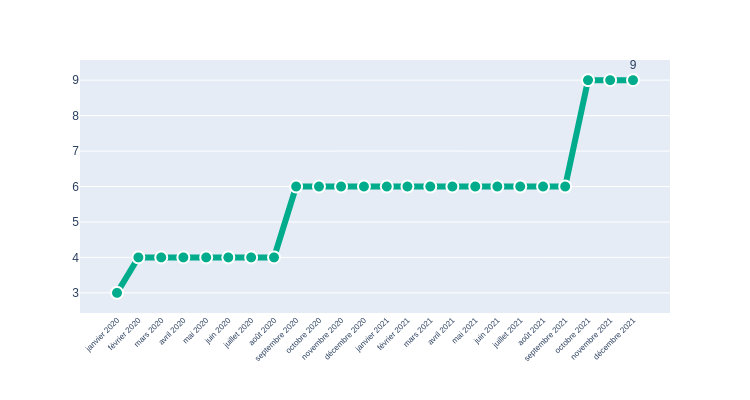 9
9
8
7
6
5
4
3
janvier 2020
février 2020
mars 2020
avril 2020
mai 2020
juin 2020
juillet 2020
août 2020
septembre 2020
octobre 2020
novembre 2020
décembre 2020
janvier 2021
février 2021
mars 2021
avril 2021
mai 2021
juin 2021
juillet 2021
août 2021
septembre 2021
octobre 2021
novembre 2021
décembre 2021